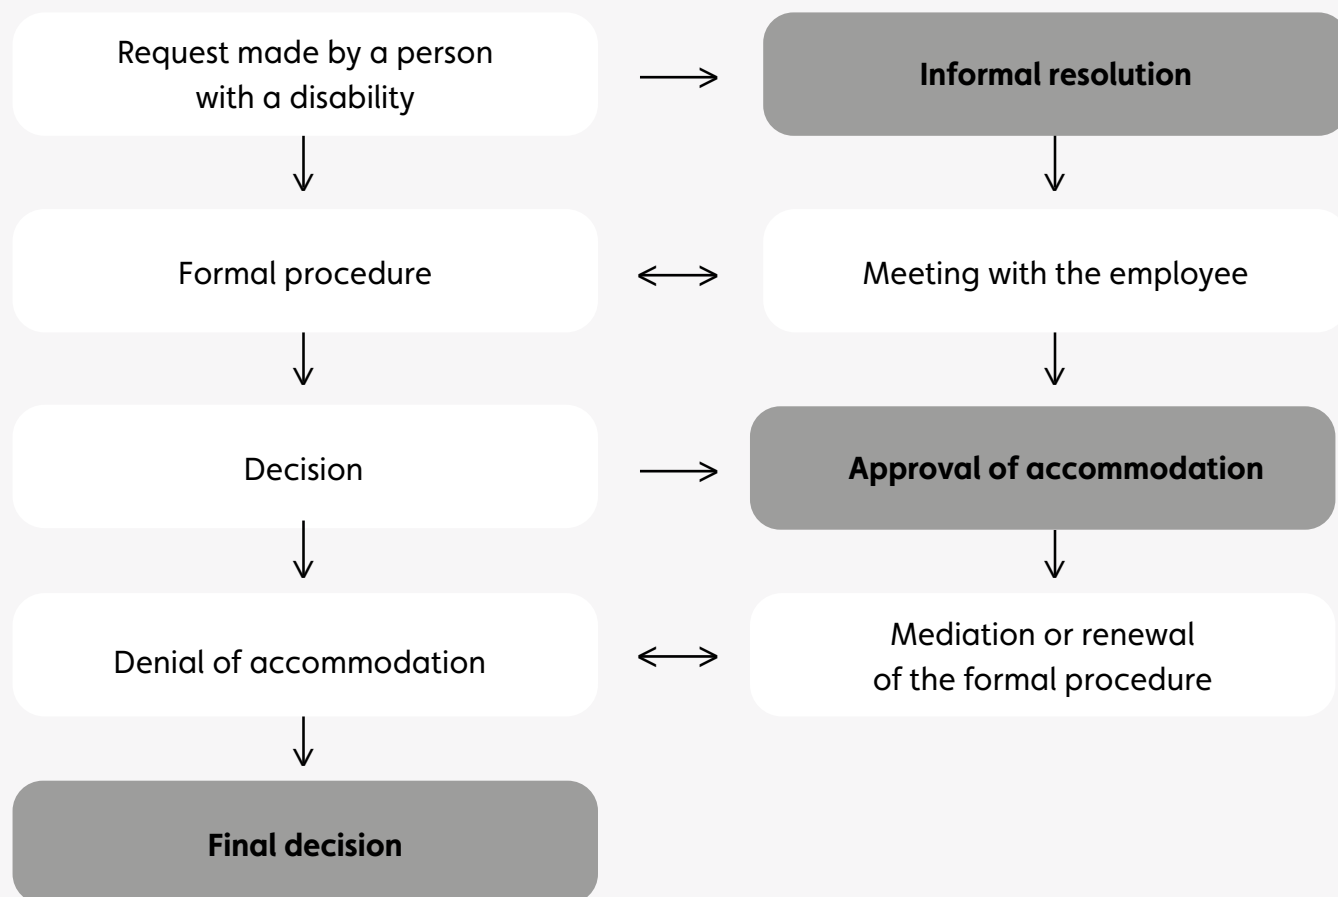 Request made by a person
with a disability
Informal resolution
Formal procedure
Meeting with the employee
Decision
Approval of accommodation
Denial of accommodation
Mediation or renewal
of the formal procedure
Final decision